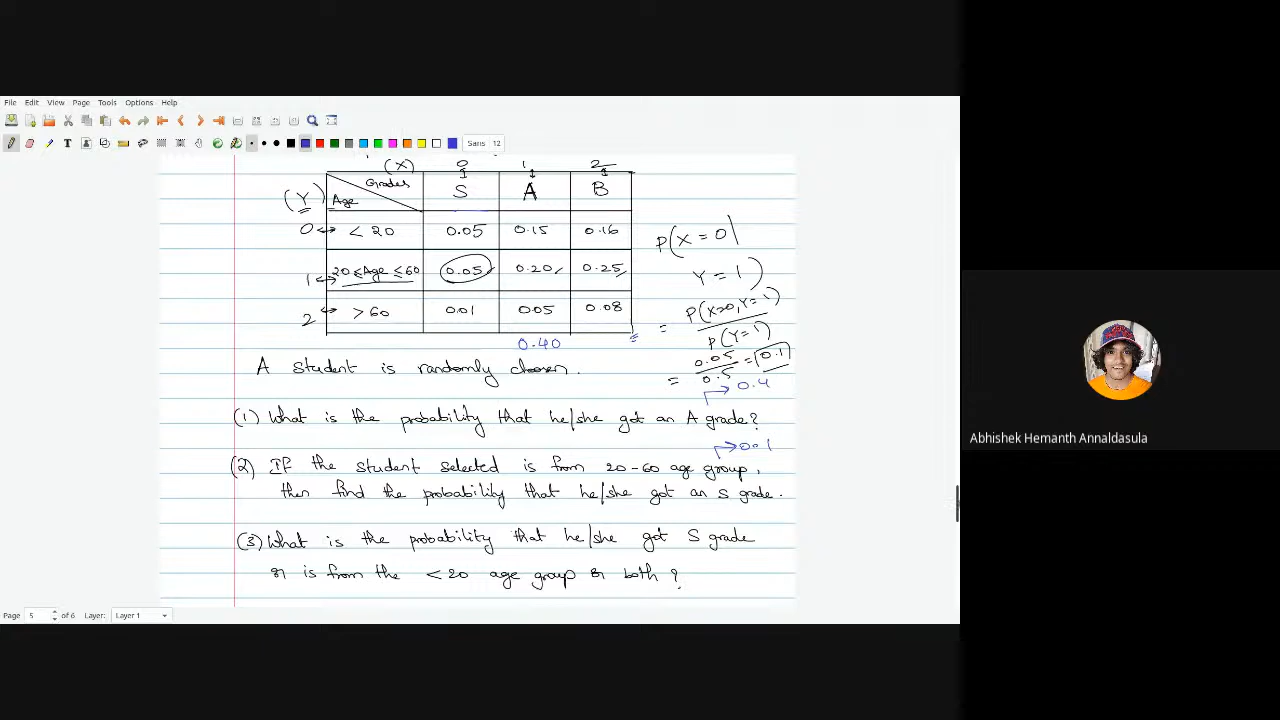 File Edit View Page Tools Options Help
Sans 12
(X) 0 1 2
Grades S A B
(Y) Age
0 ↔ < 20 0.05 0.15 0.16
1 ↔ 20 ≤ Age ≤ 60 0.05 0.20 0.25
2 ↔ > 60 0.01 0.05 0.08
0.40
P(X = 0|
Y = 1)
= P(X=0, Y=1)
P(Y=1)
= 0.05 = 0.1
0.5
A student is randomly chosen.
0.4
(1) What is the probability that he/she got an A grade?
0.1
(2) If the student selected is from 20-60 age group,
then find the probability that he/she got an S grade.
(3) What is the probability that he/she got S grade
or is from the < 20 age group or both ?
Page 5 of 6 Layer: Layer 1
Abhishek Hemanth Annaldasula